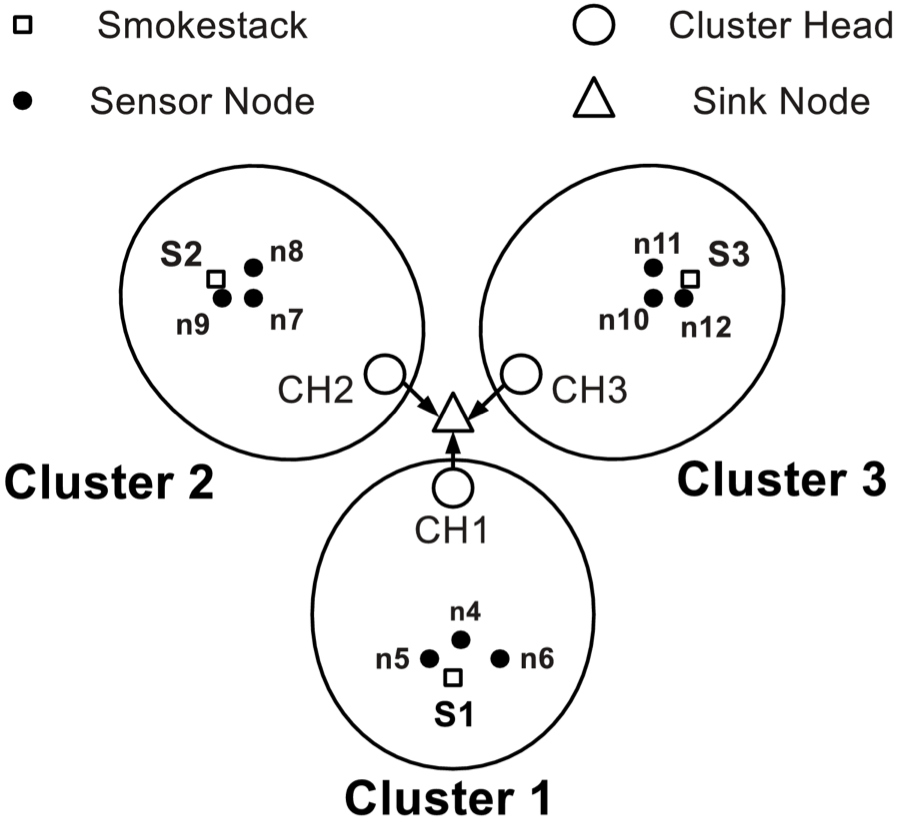 Smokestack
Cluster Head
Sensor Node
Sink Node
S2
n8
n9
n7
n11
S3
n10
n12
CH2
CH3
Cluster 2
Cluster 3
CH1
n4
n5
n6
S1
Cluster 1